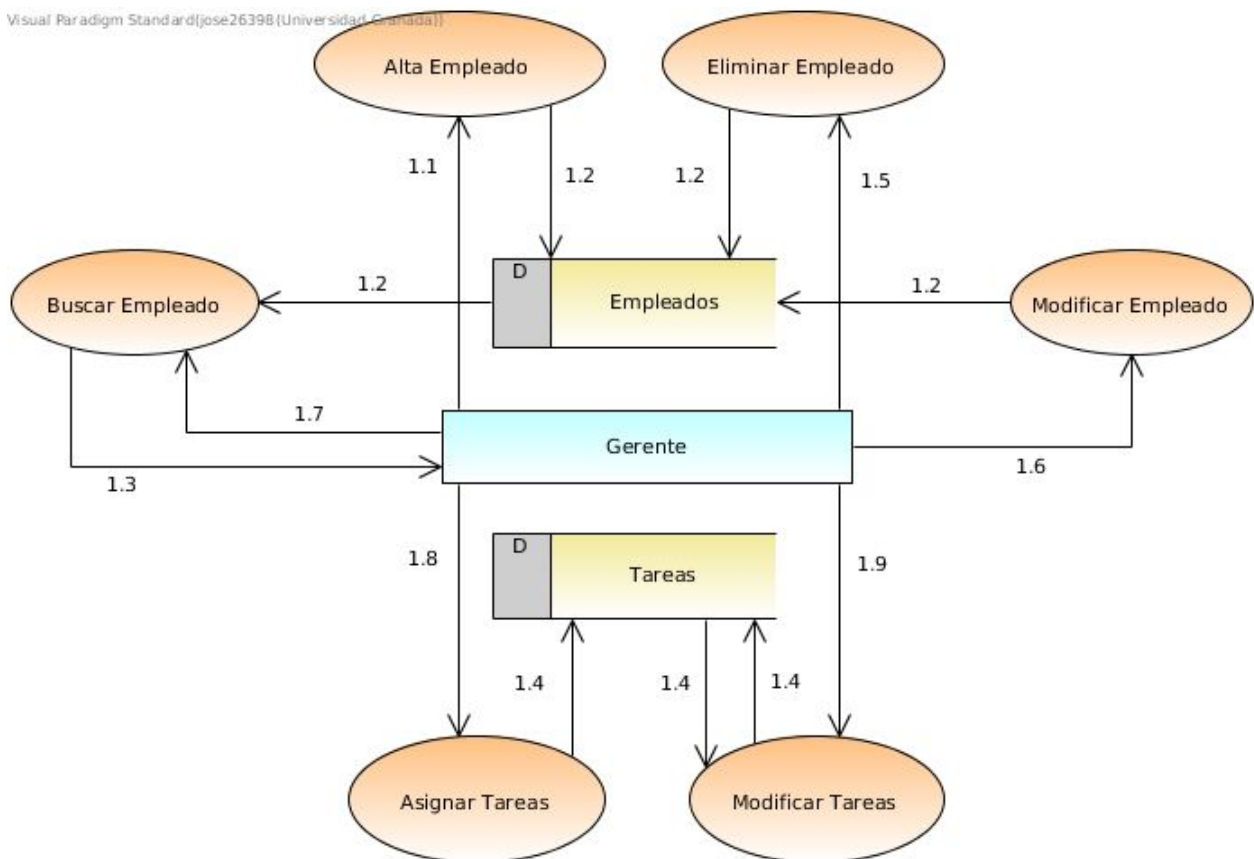 Visual Paradigm Standard(jose26398(Universidad Granada))
Alta Empleado
Eliminar Empleado
1.1
1.2
1.2
1.5
D
Buscar Empleado
1.2
Empleados
1.2
Modificar Empleado
1.7
Gerente
1.3
1.6
D
1.8
Tareas
1.9
1.4
1.4
1.4
Asignar Tareas
Modificar Tareas